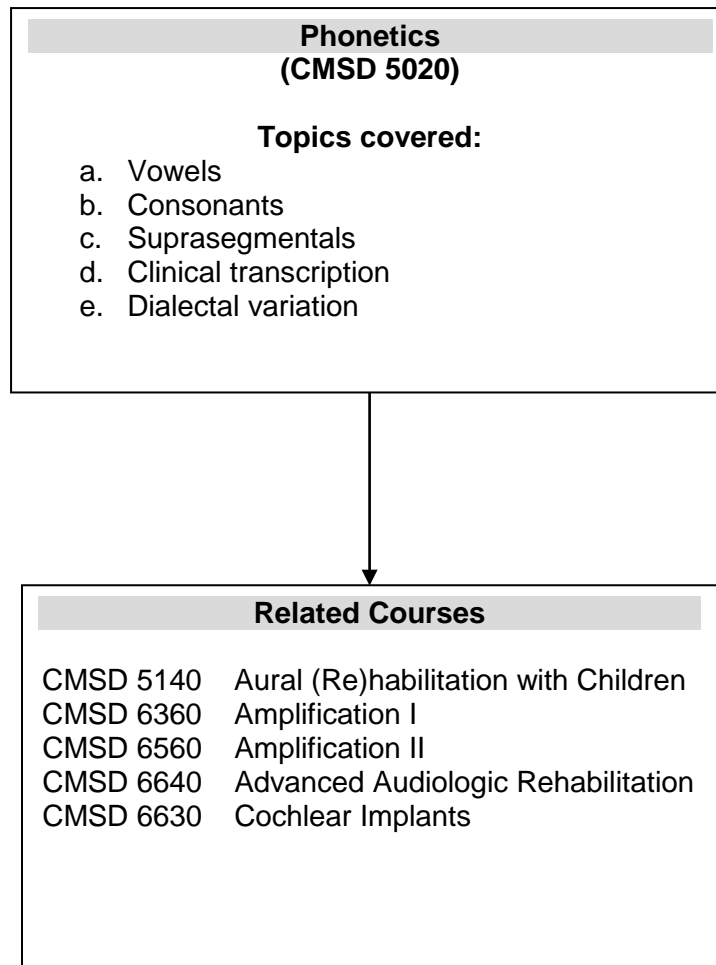 Phonetics
(CMSD 5020)
Topics covered:
a. Vowels
b. Consonants
c. Suprasegmentals
d. Clinical transcription
e. Dialectal variation
Related Courses
CMSD 5140 Aural (Re)habilitation with Children
CMSD 6360 Amplification I
CMSD 6560 Amplification II
CMSD 6640 Advanced Audiologic Rehabilitation
CMSD 6630 Cochlear Implants